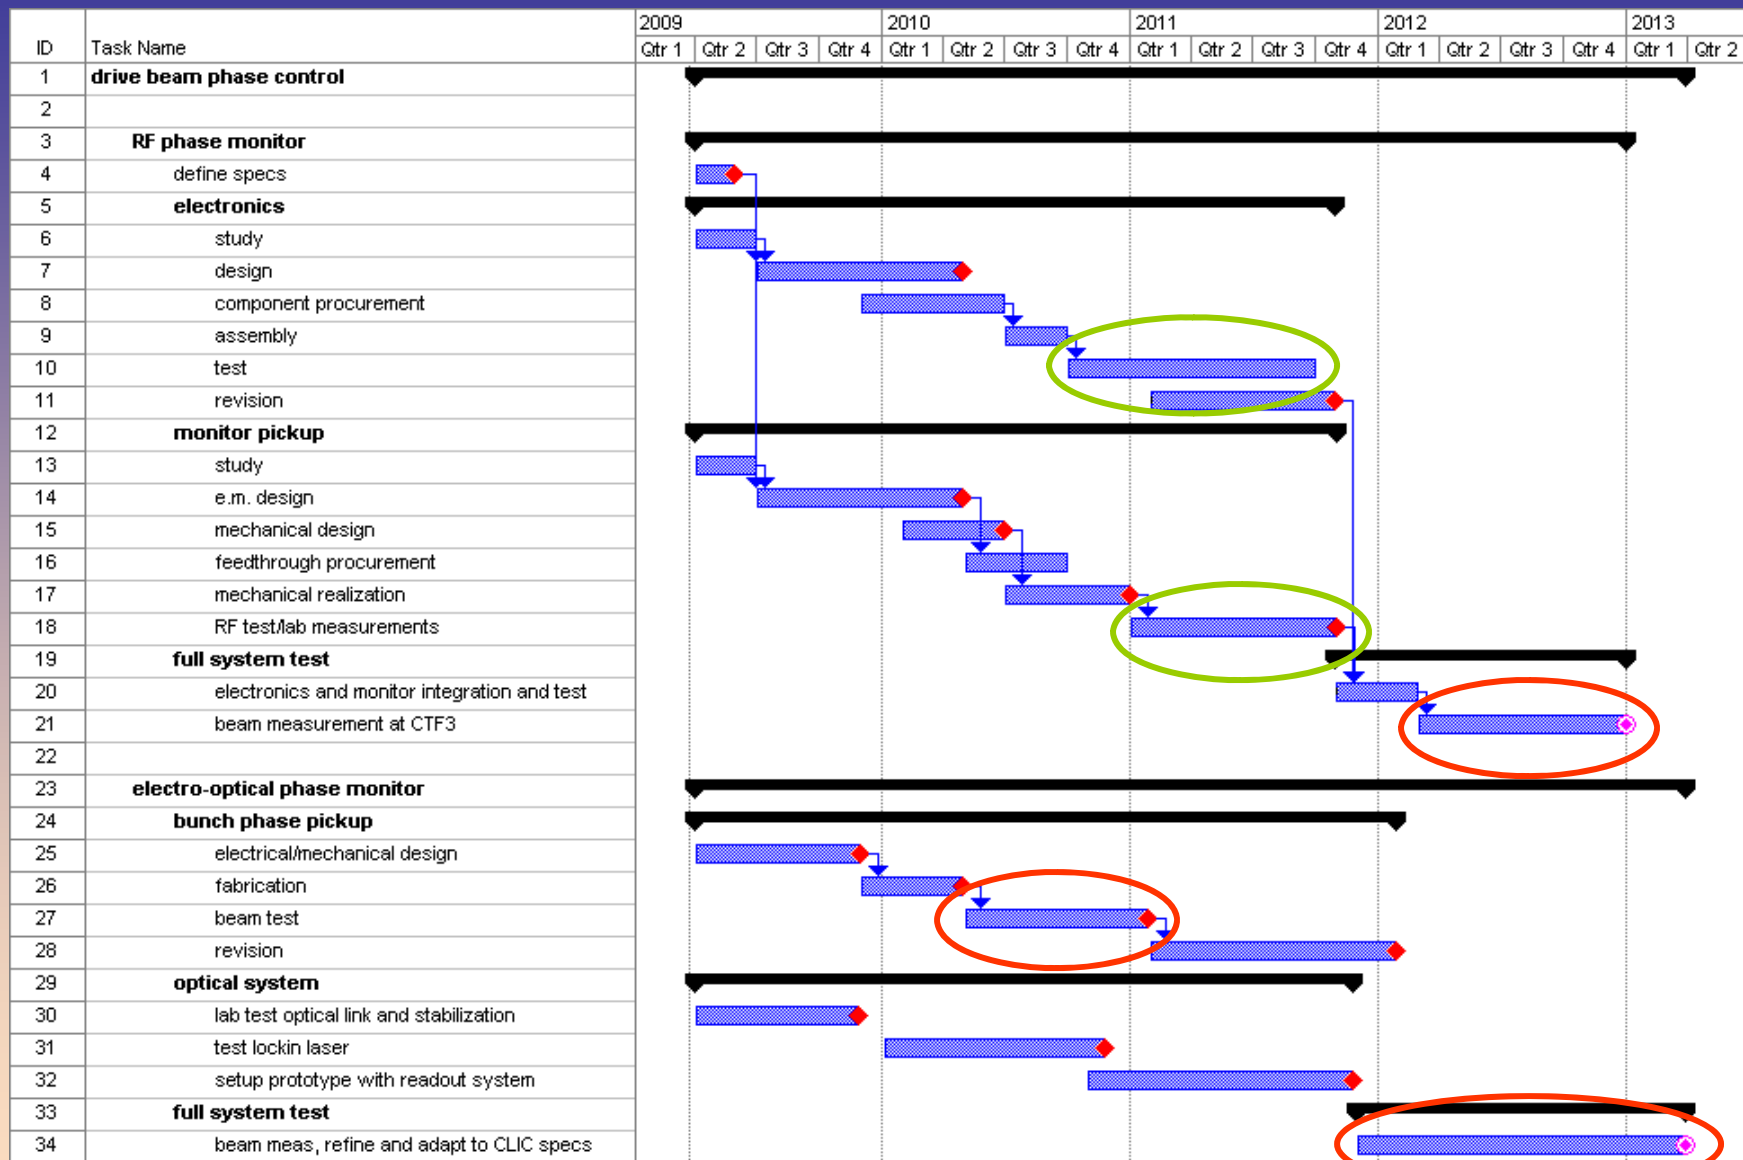 2009 2010 2011 2012 2013
ID Task Name Qtr 1 Qtr 2 Qtr 3 Qtr 4 Qtr 1 Qtr 2 Qtr 3 Qtr 4 Qtr 1 Qtr 2 Qtr 3 Qtr 4 Qtr 1 Qtr 2 Qtr 3 Qtr 4 Qtr 1 Qtr 2
1 drive beam phase control
2
3 RF phase monitor
4 define specs
5 electronics
6 study
7 design
8 component procurement
9 assembly
10 test
11 revision
12 monitor pickup
13 study
14 e.m. design
15 mechanical design
16 feedthrough procurement
17 mechanical realization
18 RF test/lab measurements
19 full system test
20 electronics and monitor integration and test
21 beam measurement at CTF3
22
23 electro-optical phase monitor
24 bunch phase pickup
25 electrical/mechanical design
26 fabrication
27 beam test
28 revision
29 optical system
30 lab test optical link and stabilization
31 test lockin laser
32 setup prototype with readout system
33 full system test
34 beam meas, refine and adapt to CLIC specs